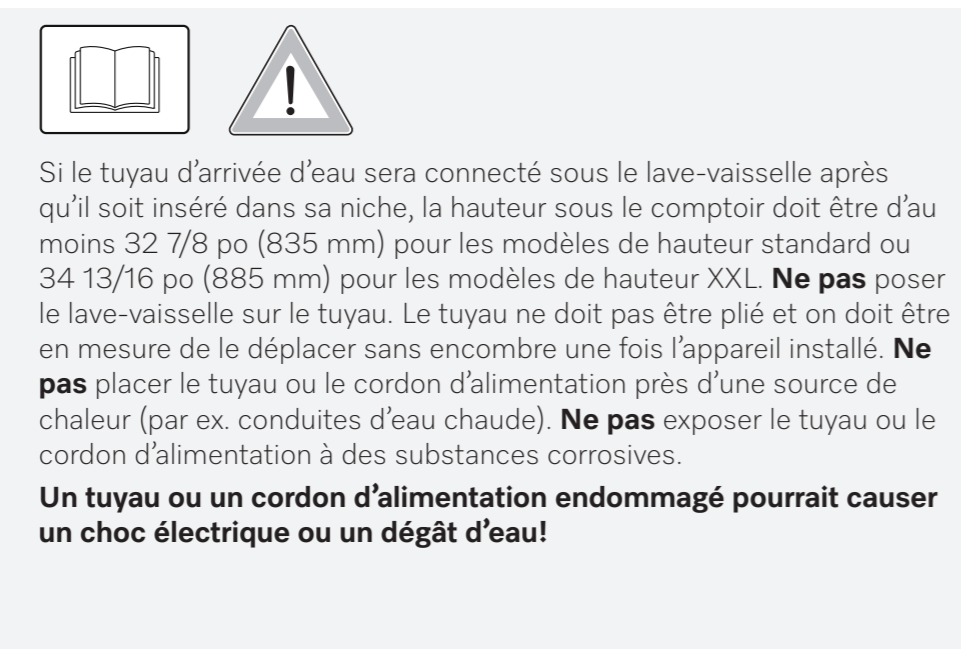 Si le tuyau d’arrivée d’eau sera connecté sous le lave-vaisselle après
qu’il soit inséré dans sa niche, la hauteur sous le comptoir doit être d’au
moins 32 7/8 po (835 mm) pour les modèles de hauteur standard ou
34 13/16 po (885 mm) pour les modèles de hauteur XXL. Ne pas poser
le lave-vaisselle sur le tuyau. Le tuyau ne doit pas être plié et on doit être
en mesure de le déplacer sans encombre une fois l’appareil installé. Ne
pas placer le tuyau ou le cordon d’alimentation près d’une source de
chaleur (par ex. conduites d’eau chaude). Ne pas exposer le tuyau ou le
cordon d’alimentation à des substances corrosives.
Un tuyau ou un cordon d’alimentation endommagé pourrait causer
un choc électrique ou un dégât d’eau!